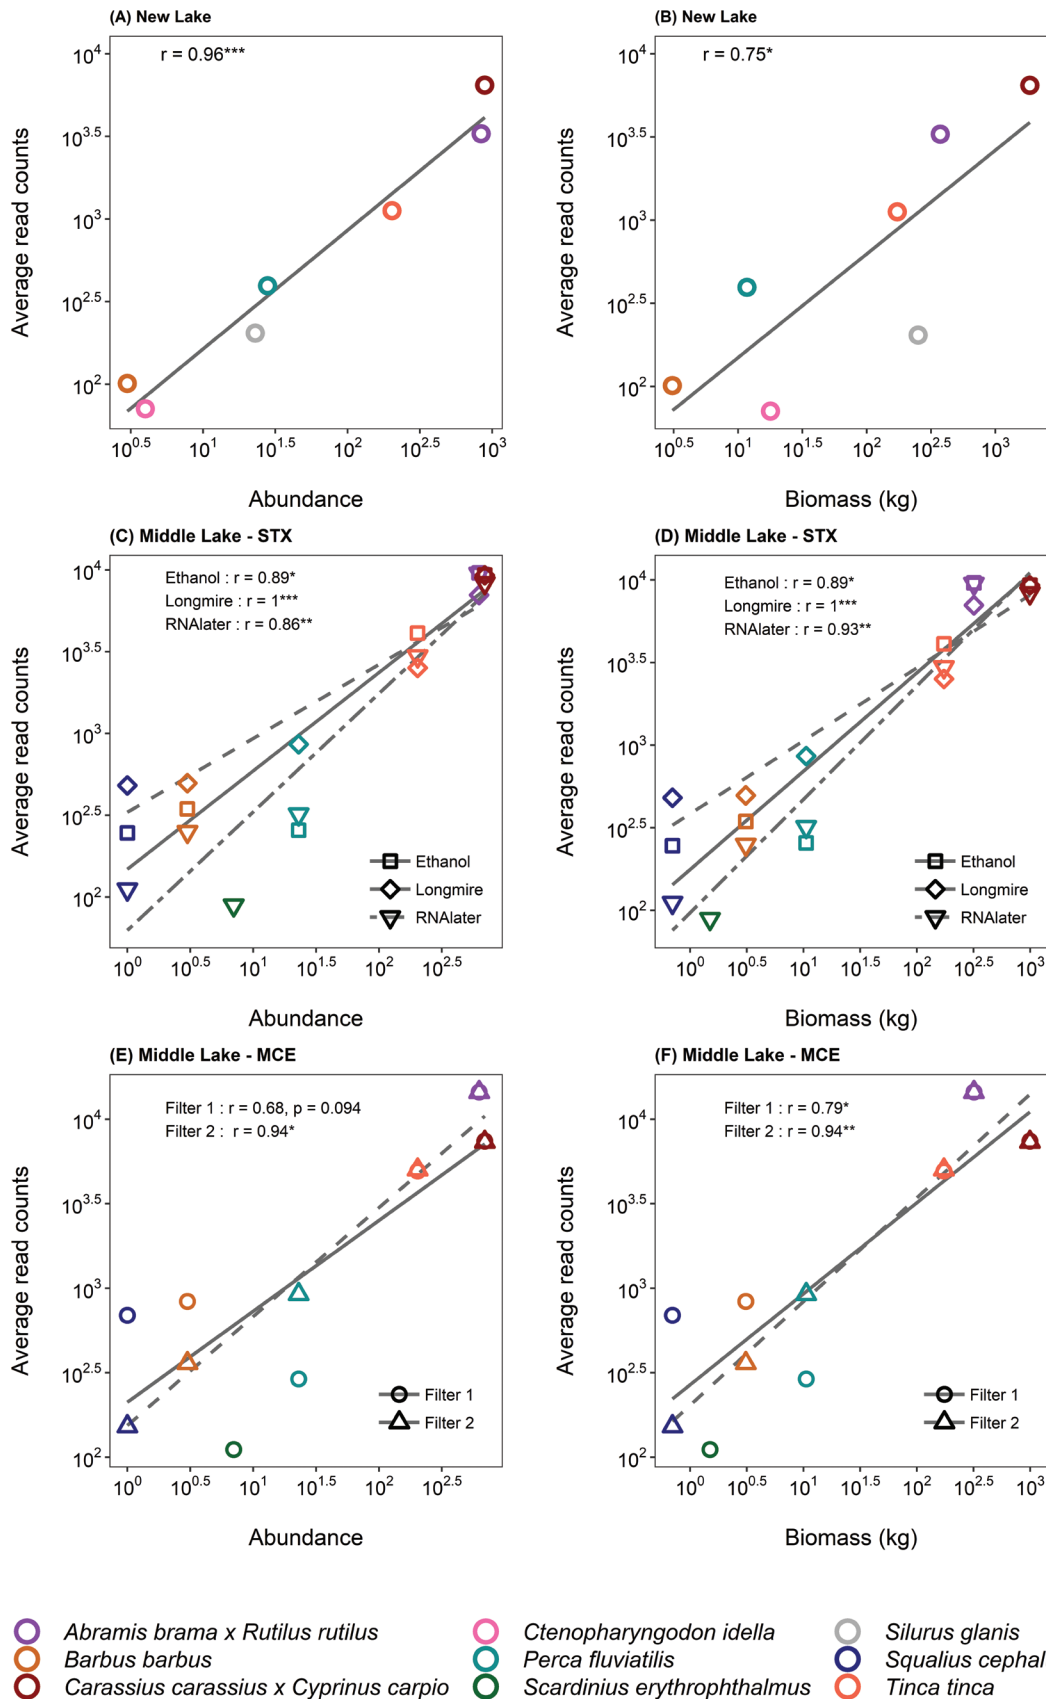 (A) New Lake
r = 0.96***
Average read counts
10^4
10^3.5
10^3
10^2.5
10^2
10^0.5 10^1 10^1.5 10^2 10^2.5 10^3
Abundance
(B) New Lake
r = 0.75*
Average read counts
10^4
10^3.5
10^3
10^2.5
10^2
10^0.5 10^1 10^1.5 10^2 10^2.5 10^3
Biomass (kg)
(C) Middle Lake - STX
Ethanol : r = 0.89*
Longmire : r = 1***
RNAlater : r = 0.86**
Average read counts
10^4
10^3.5
10^3
10^2.5
10^2
Ethanol
Longmire
RNAlater
10^0 10^0.5 10^1 10^1.5 10^2 10^2.5
Abundance
(D) Middle Lake - STX
Ethanol : r = 0.89*
Longmire : r = 1***
RNAlater : r = 0.93**
Average read counts
10^4
10^3.5
10^3
10^2.5
10^2
Ethanol
Longmire
RNAlater
10^0 10^0.5 10^1 10^1.5 10^2 10^2.5 10^3
Biomass (kg)
(E) Middle Lake - MCE
Filter 1 : r = 0.68, p = 0.094
Filter 2 : r = 0.94*
Average read counts
10^4
10^3.5
10^3
10^2.5
10^2
Filter 1
Filter 2
10^0 10^0.5 10^1 10^1.5 10^2 10^2.5
Abundance
(F) Middle Lake - MCE
Filter 1 : r = 0.79*
Filter 2 : r = 0.94**
Average read counts
10^4
10^3.5
10^3
10^2.5
10^2
Filter 1
Filter 2
10^0 10^0.5 10^1 10^1.5 10^2 10^2.5 10^3
Biomass (kg)
Abramis brama x Rutilus rutilus
Barbus barbus
Carassius carassius x Cyprinus carpio
Ctenopharyngodon idella
Perca fluviatilis
Scardinius erythrophthalmus
Silurus glanis
Squalius cephal
Tinca tinca